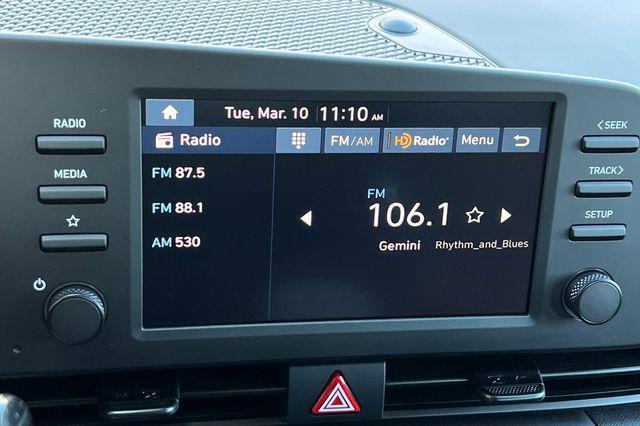 Tue, Mar. 10 11:10 AM
Radio FM/AM HD Radio Menu
FM 87.5
FM 88.1
AM 530
FM
106.1
Gemini Rhythm_and_Blues
RADIO
MEDIA
<SEEK
TRACK>
SETUP